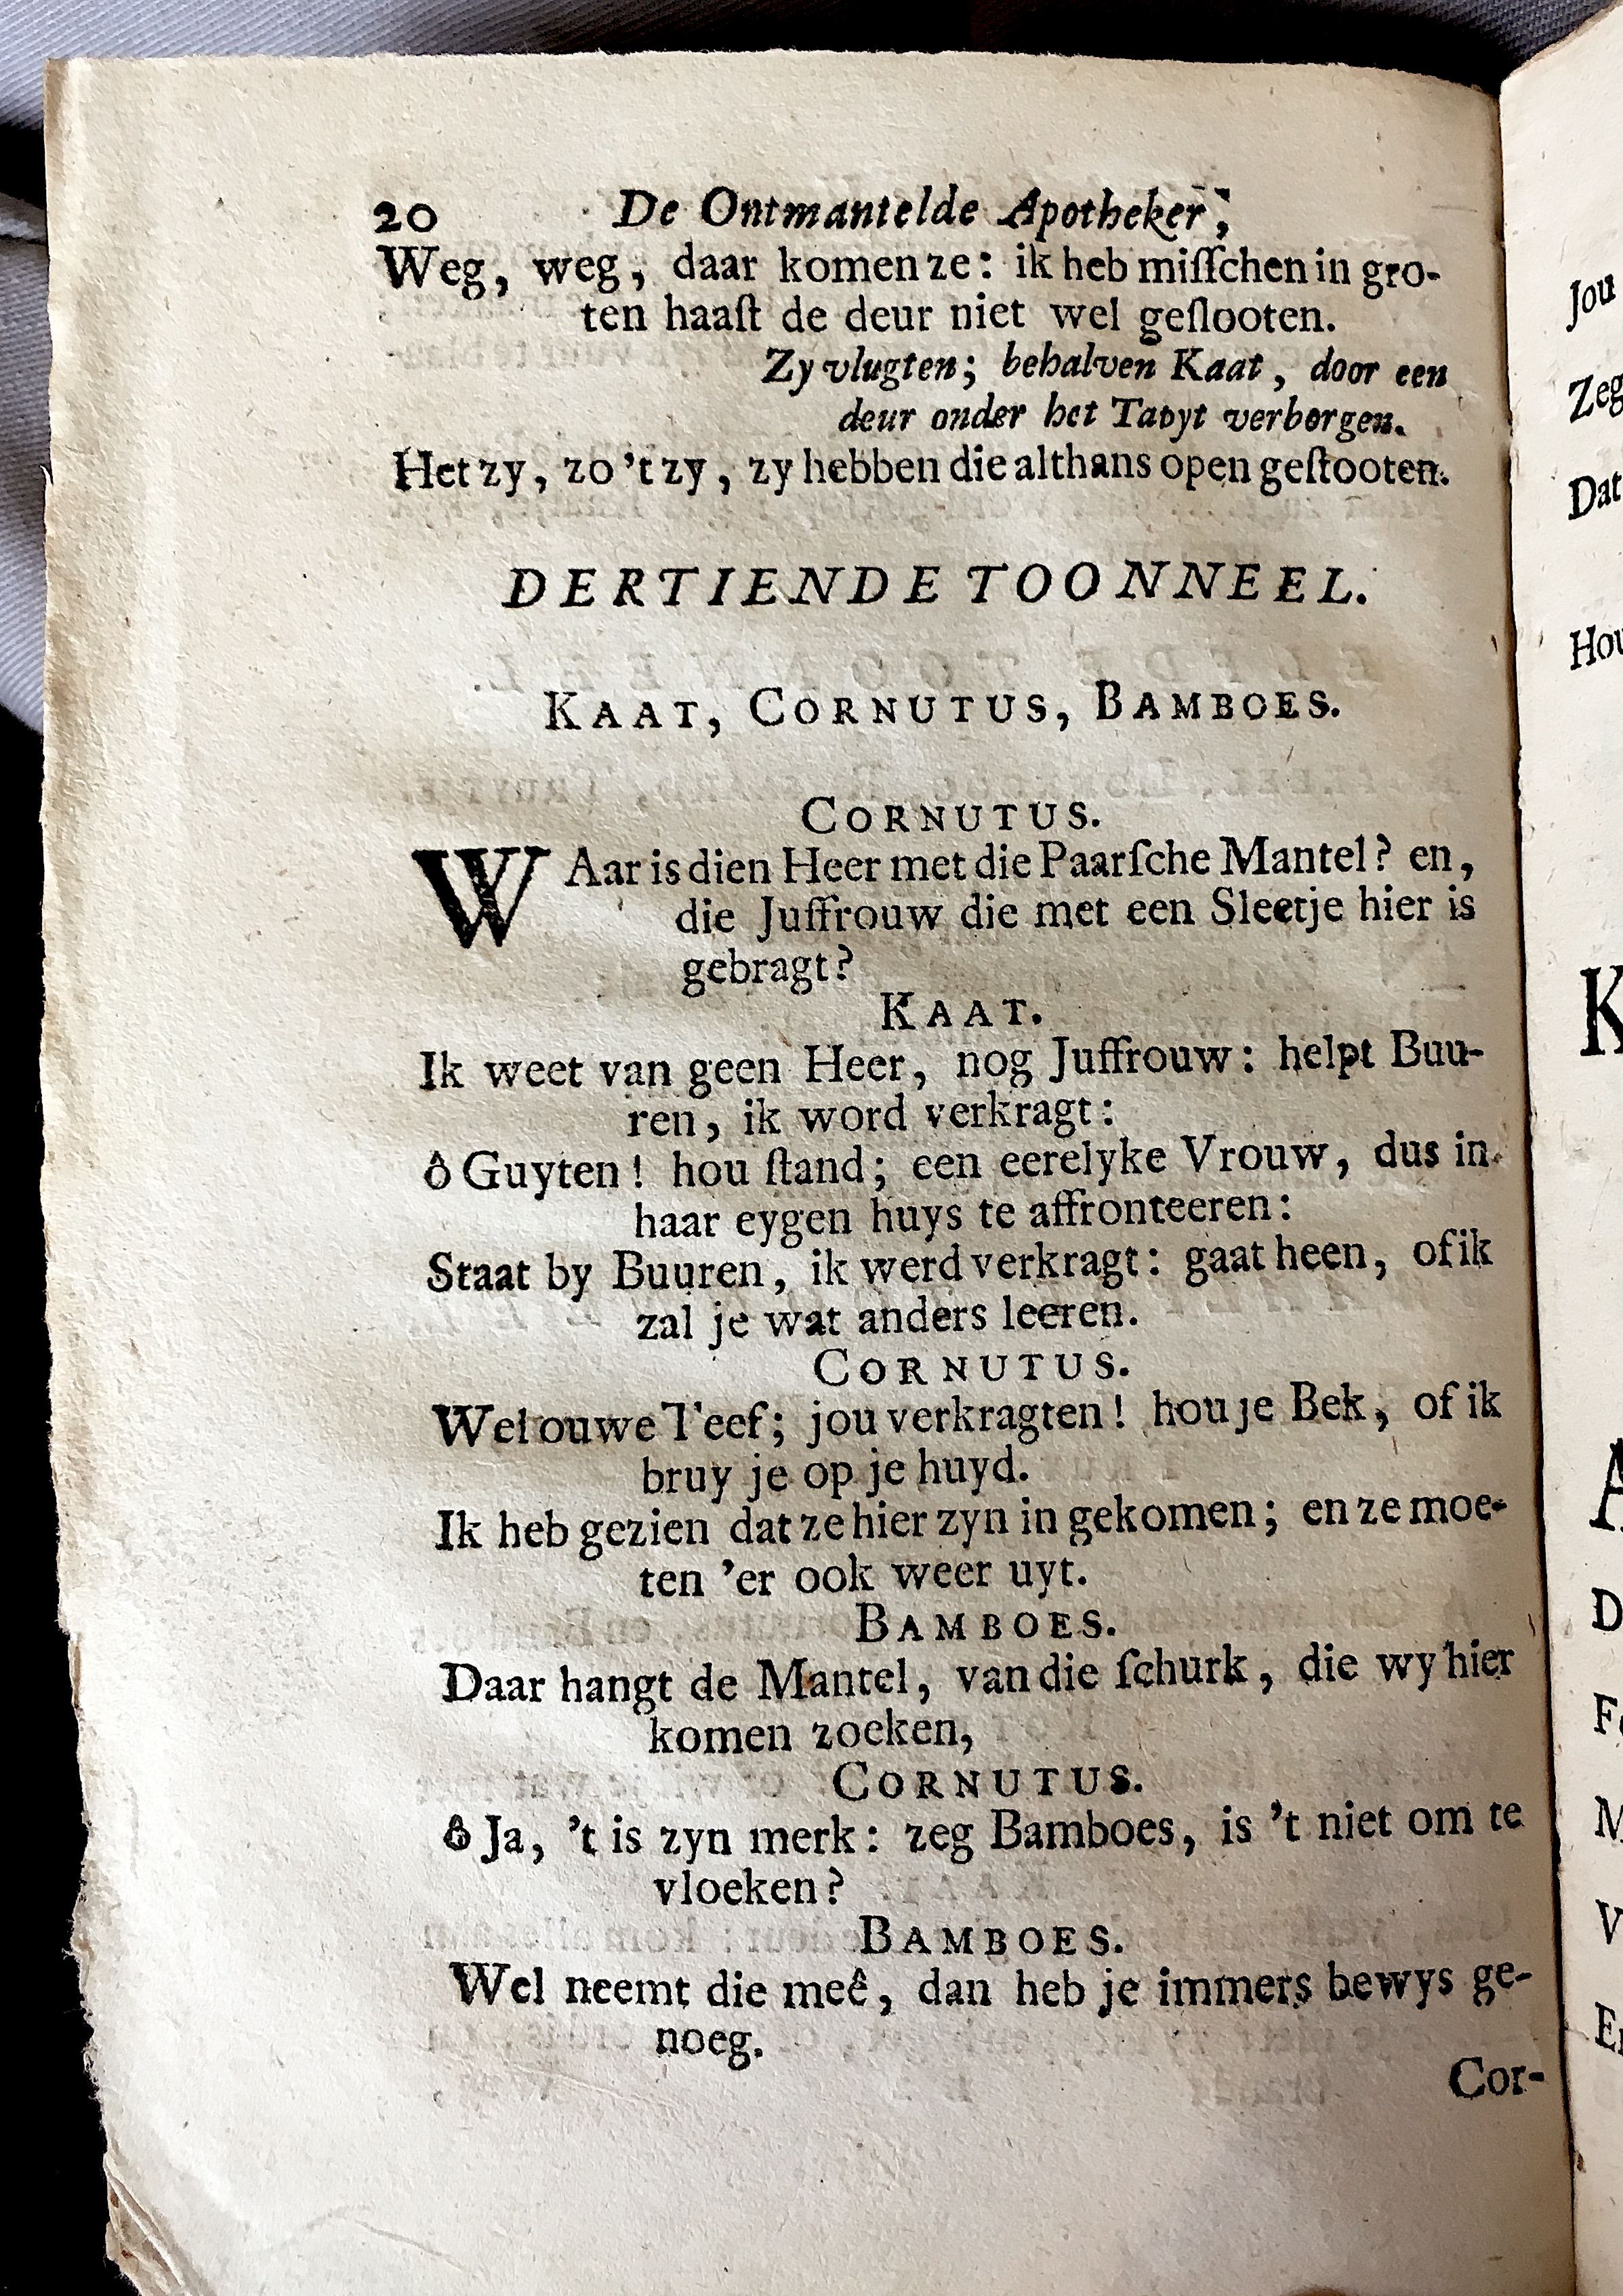 20 De Ontmantelde Apotheker,
Weg, weg, daar komen ze: ik heb misſchen in gro-
ten haaſt de deur niet wel geſlooten.
Zy vlugten; behalven Kaat, door een
deur onder het Tapyt verborgen.
Het zy, zo 't zy, zy hebben die althans open geſtooten.
DERTIENDE TOONNEEL.
KAAT, CORNUTUS, BAMBOES.
CORNUTUS.
WAar is dien Heer met die Paarſche Mantel? en,
die Juffrouw die met een Sleetje hier is
gebragt?
KAAT.
Ik weet van geen Heer, nog Juffrouw: helpt Buu-
ren, ik word verkragt:
ô Guyten! hou ſtand; een eerelyke Vrouw, dus in
haar eygen huys te affronteeren:
Staat by Buuren, ik werd verkragt: gaat heen, of ik
zal je wat anders leeren.
CORNUTUS.
Wel ouwe Teef; jou verkragten! hou je Bek, of ik
bruy je op je huyd.
Ik heb gezien dat ze hier zyn in gekomen; en ze moe-
ten 'er ook weer uyt.
BAMBOES.
Daar hangt de Mantel, van die ſchurk, die wy hier
komen zoeken,
CORNUTUS.
ô Ja, 't is zyn merk: zeg Bamboes, is 't niet om te
vloeken?
BAMBOES.
Wel neemt die meê, dan heb je immers bewys ge-
noeg.
Cor-
Jou
Zeg
Dat
Hou
K
A
D
M
V